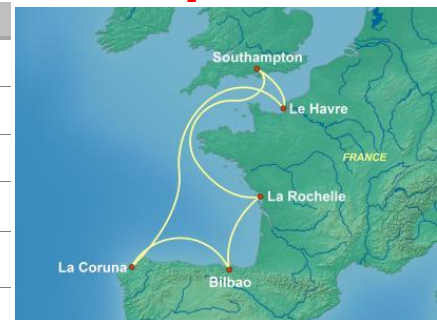 Southampton
Le Havre
FRANCE
La Rochelle
La Coruna
Bilbao